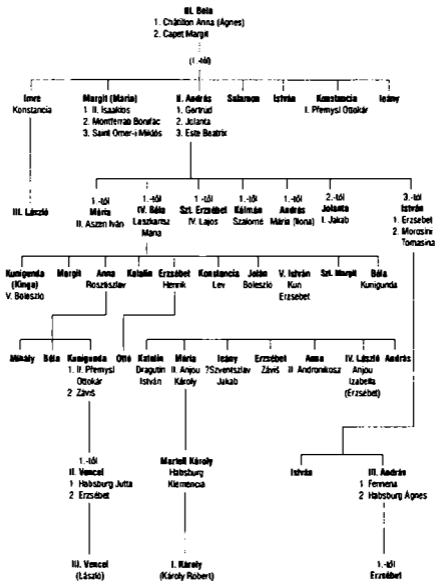 III. Béla
1. Châtillon Anna (Ágnes)
2. Capet Margit
(1.-től)
Imre
Konstancia
Margit (Mária)
1. II. Isaakios
2. Montferrati Bonifác
3. Saint Omer-i Miklós
II. András
1. Gertrud
2. Jolanta
3. Este Beatrix
Salamon
István
Konstancia
I. Přemysl Ottokár
leány
III. László
1.-től
Mária
II. Aszen Iván
1.-től
IV. Béla
Laszkarisz
Mária
1.-től
Szt. Erzsébet
IV. Lajos
1.-től
Kálmán
Szalomé
1.-től
András
Mária (Ilona)
2.-től
Jolanta
I. Jakab
3.-től
István
1. Erzsébet
2. Morosini
Tomasina
Kunigunda
(Kinga)
V. Boleszló
Margit
Anna
Rosztiszlav
Katalin
Erzsébet
Henrik
Konstancia
Lev
Jolán
Boleszló
V. István
Kun
Erzsébet
Szt. Margit
Béla
Kunigunda
Mihály
Béla
Kunigunda
1. II. Přemysl
Ottokár
2 Záviš
Ottó
Katalin
Dragutin
István
Mária
II. Anjou
Károly
leány
?Szventszláv
Jakab
Erzsébet
Záviš
Anna
II Andronikosz
IV. László
Anjou
Izabella
(Erzsébet)
András
1.-től
II. Vencel
1 Habsburg Jutta
2 Erzsébet
Martell Károly
Habsburg
Klemencia
István
III. András
1 Fennena
2 Habsburg Ágnes
III. Vencel
(László)
I. Károly
(Károly Róbert)
1.-től
Erzsébet